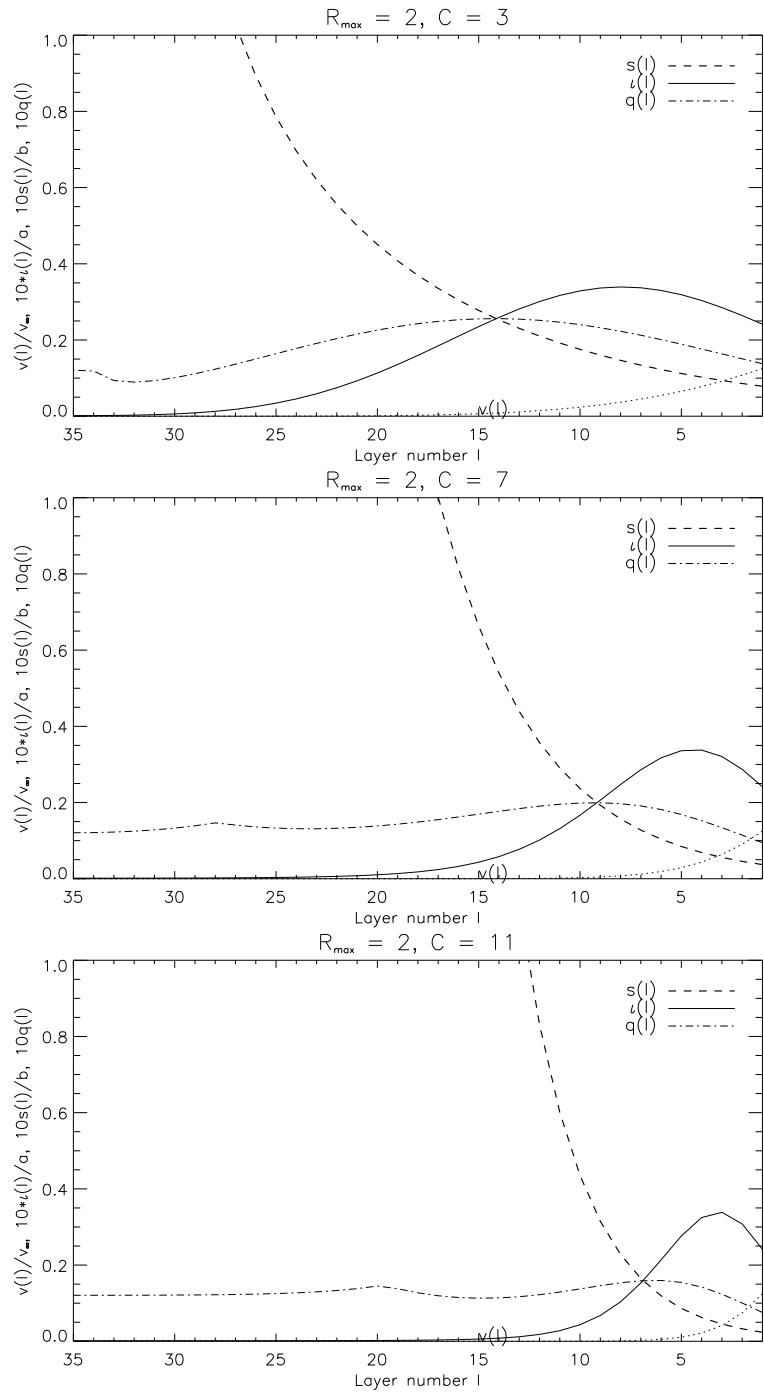 R_max = 2, C = 3
s(l)
ι(l)
q(l)
v(l)/v_∞, 10*ι(l)/a, 10s(l)/b, 10q(l)
1.0
0.8
0.6
0.4
0.2
0.0
v(l)
35 30 25 20 15 10 5
Layer number l
R_max = 2, C = 7
s(l)
ι(l)
q(l)
v(l)/v_∞, 10*ι(l)/a, 10s(l)/b, 10q(l)
1.0
0.8
0.6
0.4
0.2
0.0
v(l)
35 30 25 20 15 10 5
Layer number l
R_max = 2, C = 11
s(l)
ι(l)
q(l)
v(l)/v_∞, 10*ι(l)/a, 10s(l)/b, 10q(l)
1.0
0.8
0.6
0.4
0.2
0.0
v(l)
35 30 25 20 15 10 5
Layer number l